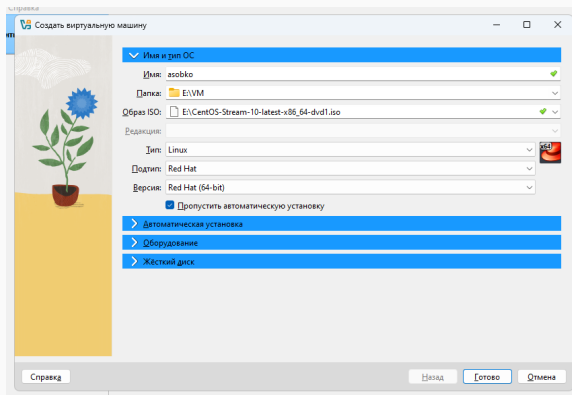 Справка
Создать виртуальную машину
Имя и тип ОС
Имя: asobko
Папка: E:\VM
Образ ISO: E:\CentOS-Stream-10-latest-x86_64-dvd1.iso
Редакция:
Тип: Linux
x64
Подтип: Red Hat
Версия: Red Hat (64-bit)
Пропустить автоматическую установку
Автоматическая установка
Оборудование
Жёсткий диск
Справка Назад Готово Отмена